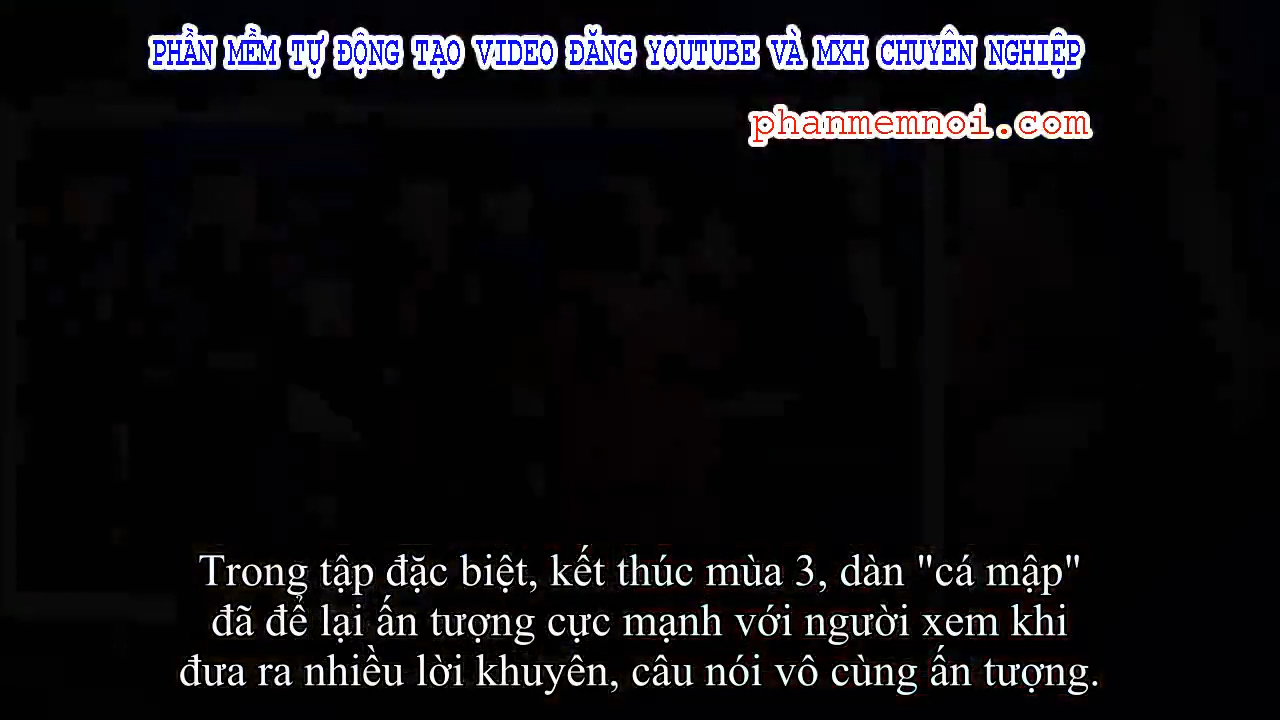 PHẦN MỀM TỰ ĐỘNG TẠO VIDEO ĐĂNG YOUTUBE VÀ MXH CHUYÊN NGHIỆP
phanmemnoi.com
Trong tập đặc biệt, kết thúc mùa 3, dàn "cá mập"
đã để lại ấn tượng cực mạnh với người xem khi
đưa ra nhiều lời khuyên, câu nói vô cùng ấn tượng.